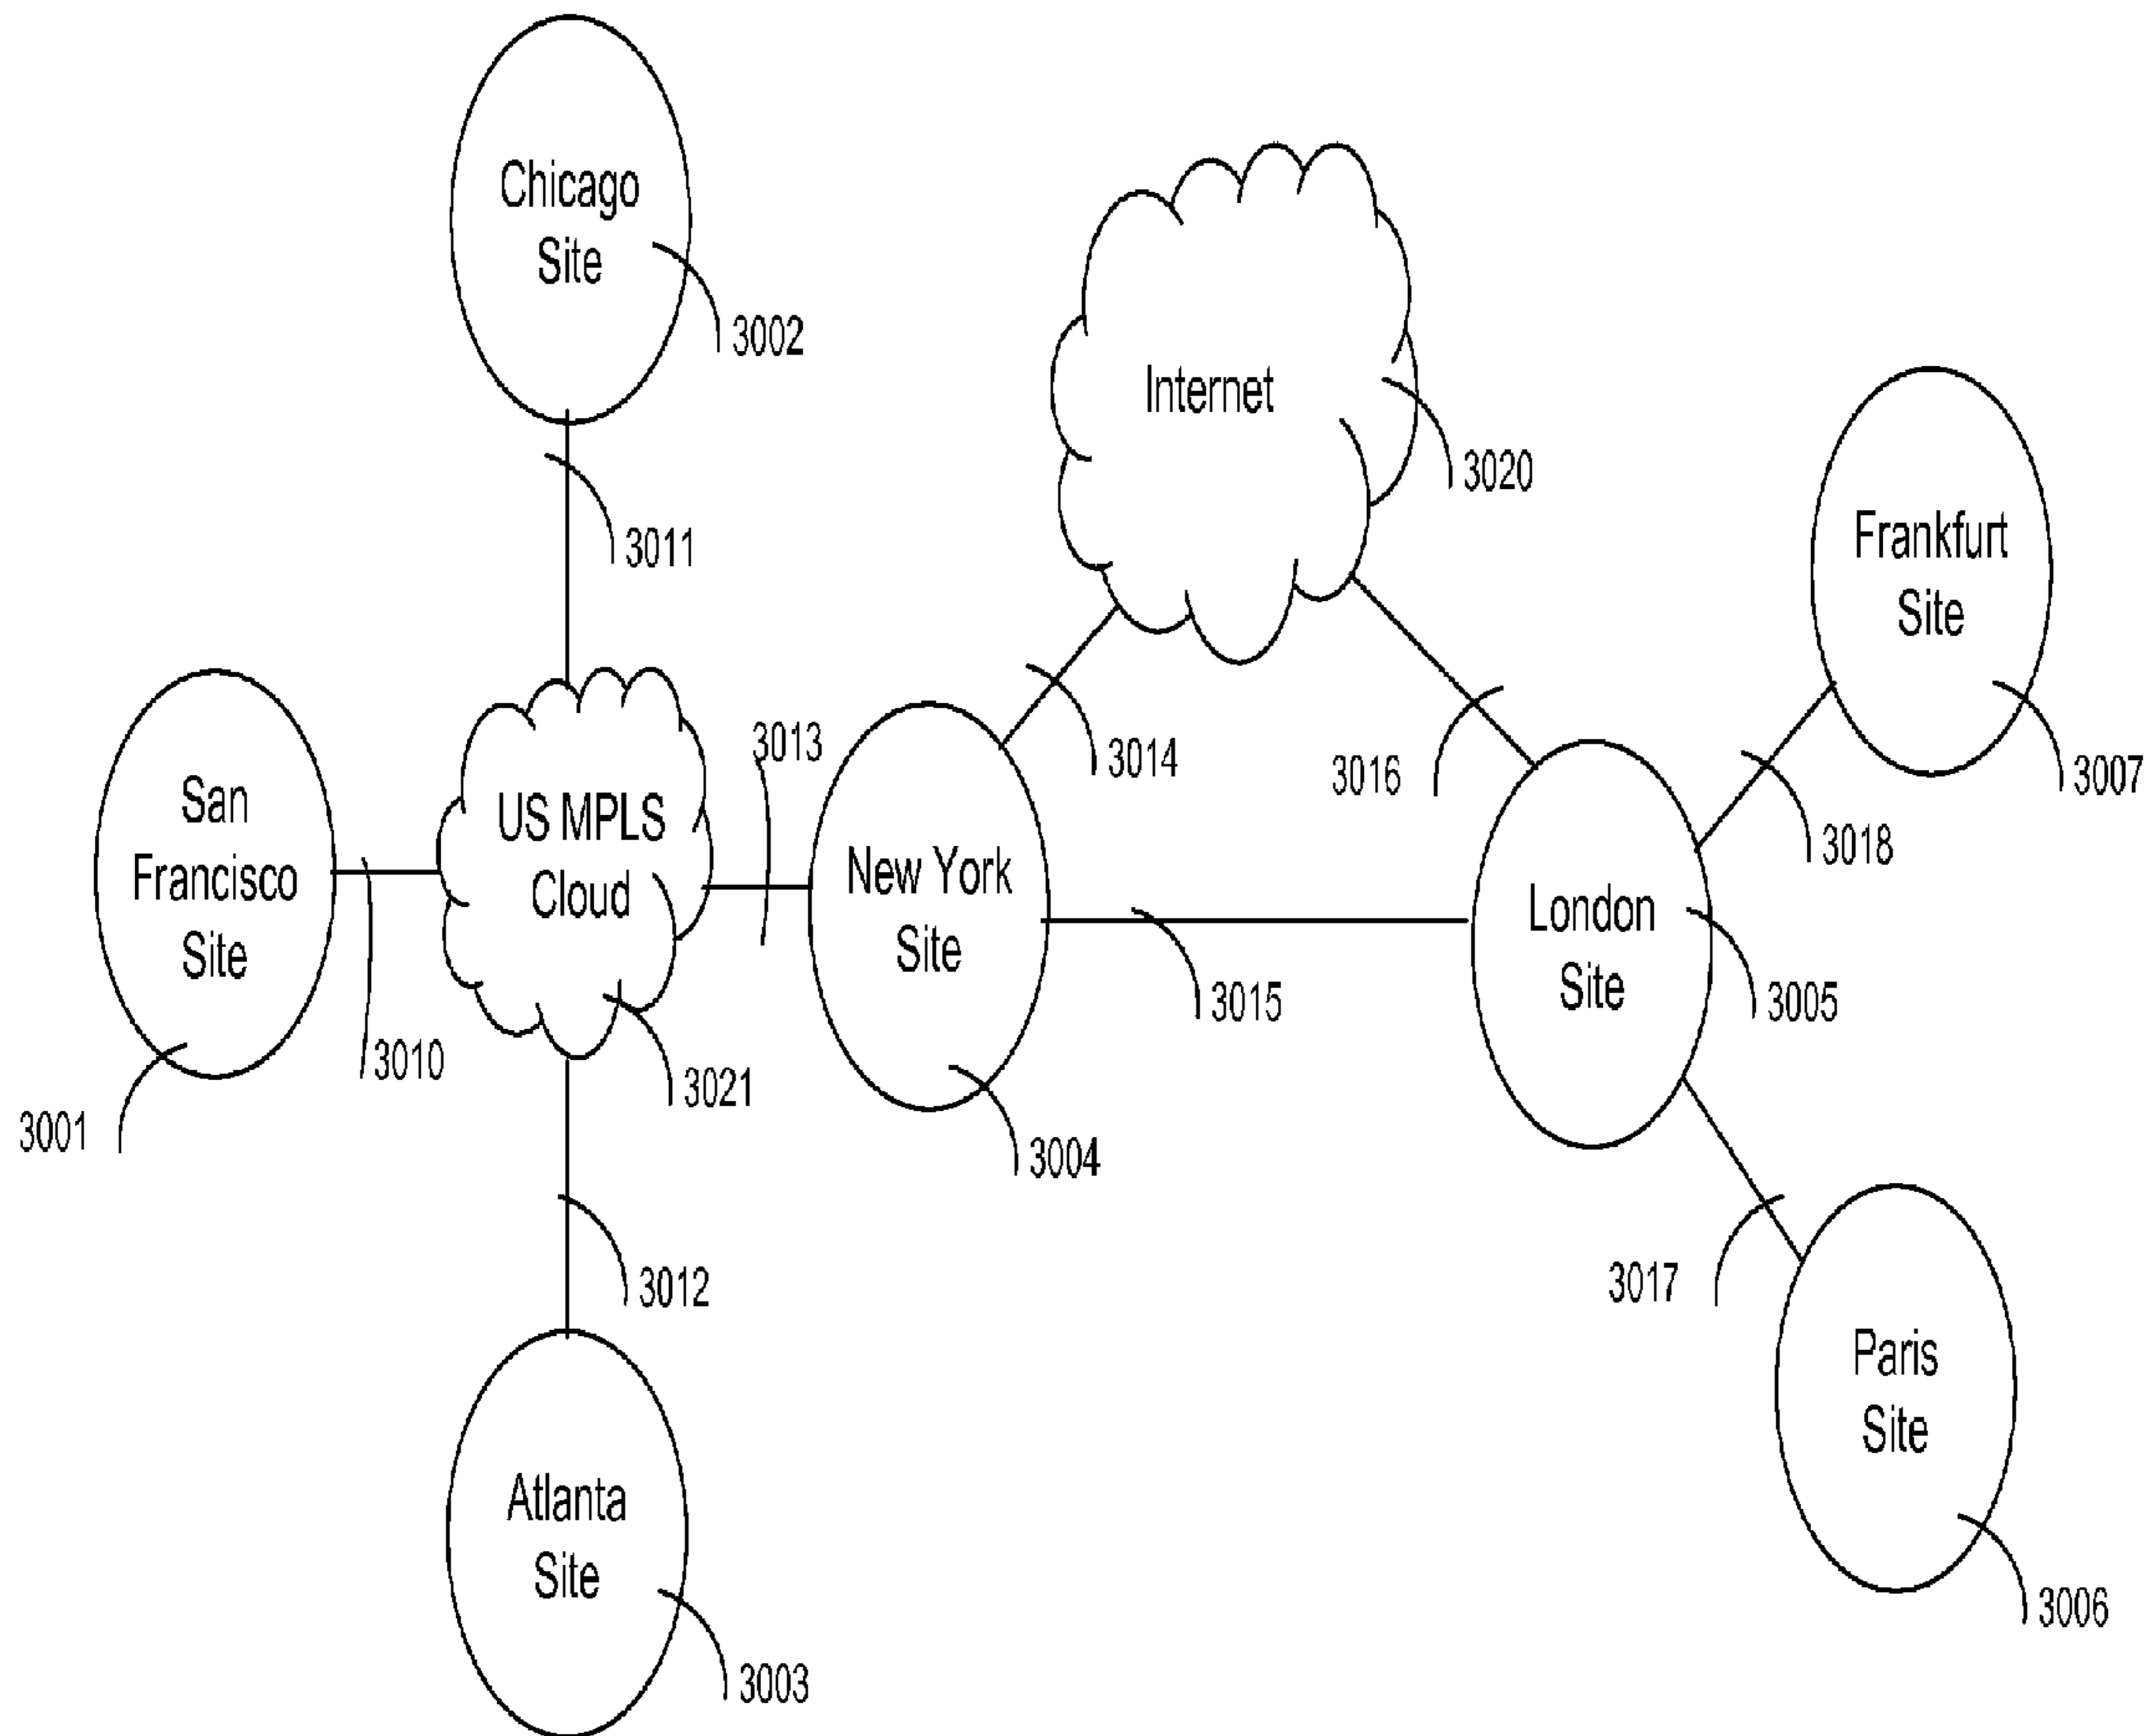 Chicago
Site
3002
Internet
3020
3011
Frankfurt
Site
3007
3014
3016
3018
3013
San
Francisco
Site
3001
3010
US MPLS
Cloud
3021
New York
Site
3004
3015
London
Site
3005
3012
3017
Paris
Site
3006
Atlanta
Site
3003